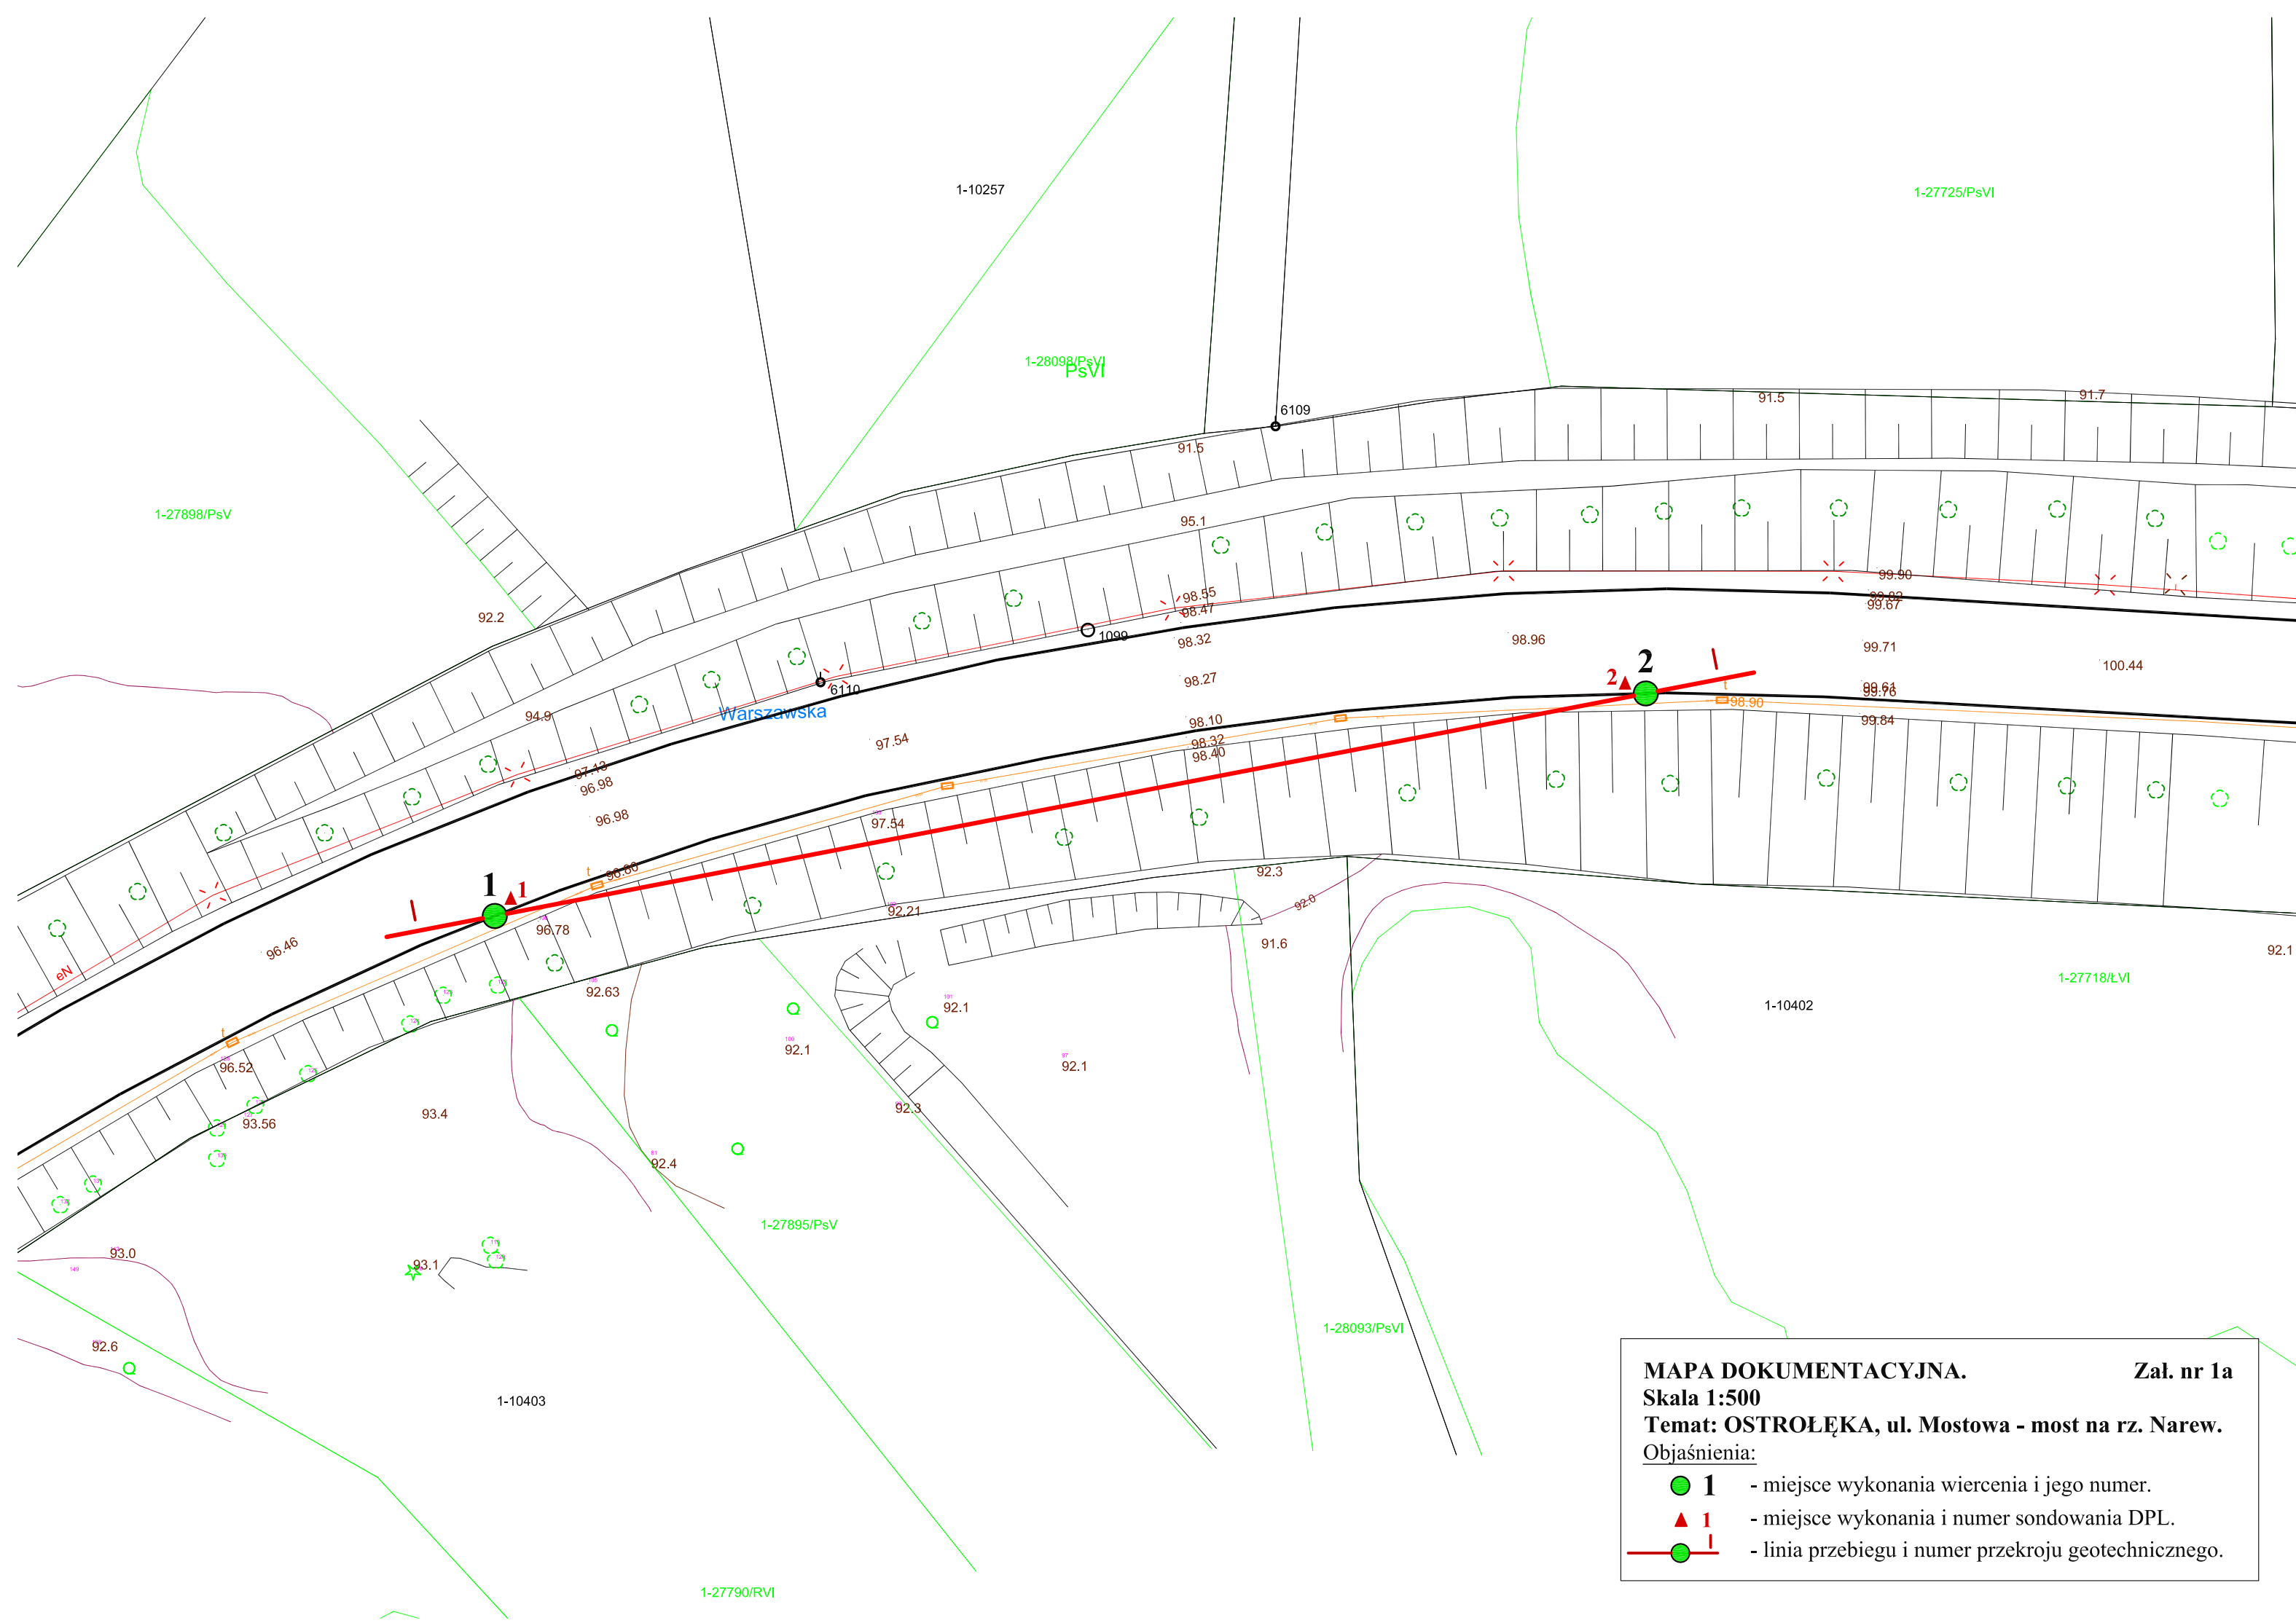 1-10257
1-27725/PsVI
1-28098/PsVI
PsVI
6109
91.5
91.7
91.5
1-27898/PsV
95.1
92.2
99.90
98.55
98.47
99.67
1099
98.32
98.96
99.71
100.44
2
2
I
98.27
99.61
99.76
t
98.90
6110
Warszawska
94.9
98.10
99.84
97.54
98.32
98.40
97.13
96.98
96.98
97.54
92.3
t
96.80
1
1
I
92.0
92.21
96.78
91.6
96.46
92.1
eN
1-27718/ŁVI
92.63
101
92.1
1-10402
t
100
92.1
97
92.1
96.52
92.3
93.4
93.56
81
92.4
1-27895/PsV
93.0
93.1
149
1-28093/PsVI
92.6
1-10403
1-27790/RVI
MAPA DOKUMENTACYJNA. Zał. nr 1a
Skala 1:500
Temat: OSTROŁĘKA, ul. Mostowa - most na rz. Narew.
Objaśnienia:
1 - miejsce wykonania wiercenia i jego numer.
1 - miejsce wykonania i numer sondowania DPL.
I - linia przebiegu i numer przekroju geotechnicznego.